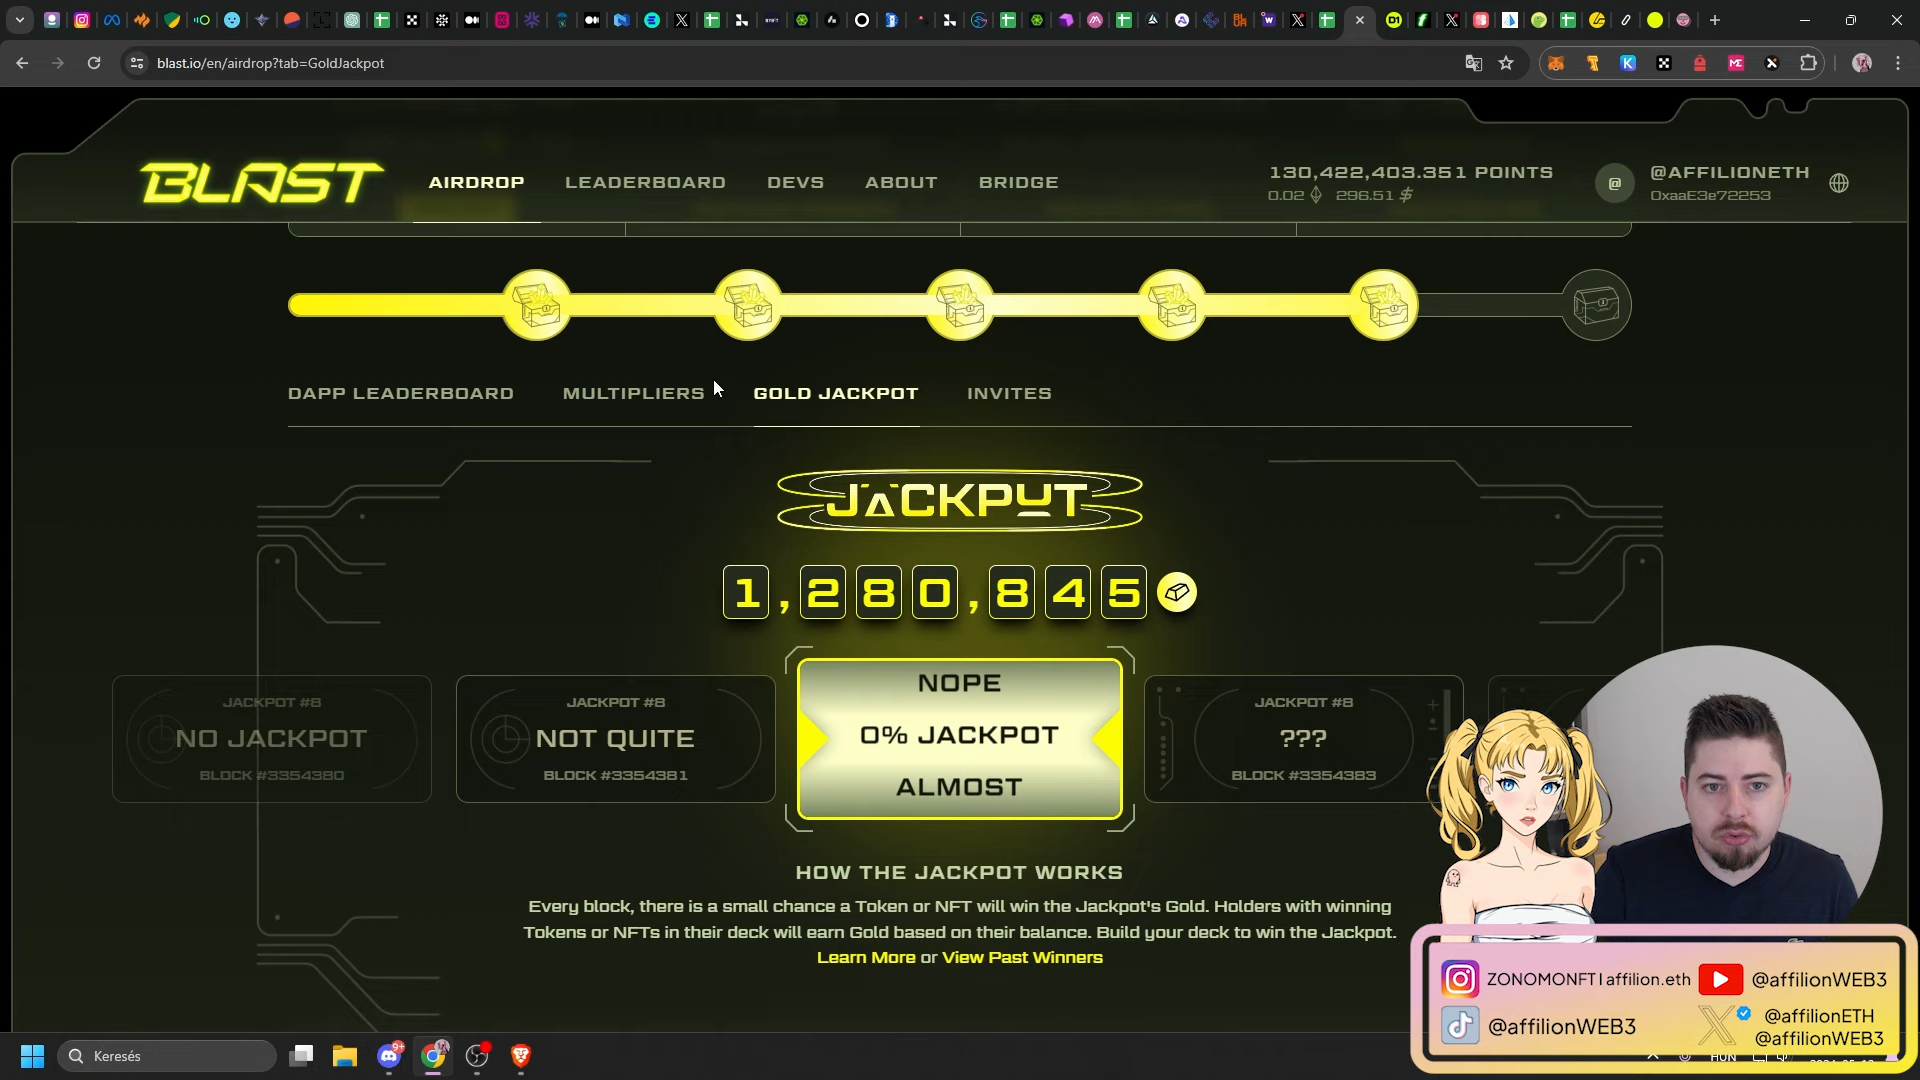 blast.io/en/airdrop?tab=GoldJackpot
BLAST
AIRDROP
LEADERBOARD
DEVS
ABOUT
BRIDGE
130,422,403.351 POINTS
0.02
296.51 $
@
@AFFILIONETH
0xaaE3e72253
DAPP LEADERBOARD
MULTIPLIERS
GOLD JACKPOT
INVITES
JACKPOT
1,280,845
JACKPOT #8
NO JACKPOT
BLOCK #3354380
JACKPOT #8
NOT QUITE
BLOCK #3354381
NOPE
0% JACKPOT
ALMOST
JACKPOT #8
???
BLOCK #3354383
HOW THE JACKPOT WORKS
Every block, there is a small chance a Token or NFT will win the Jackpot's Gold. Holders with winning
Tokens or NFTs in their deck will earn Gold based on their balance. Build your deck to win the Jackpot.
Learn More or View Past Winners
ZONOMONFT | affilion.eth
@affilionWEB3
@affilionWEB3
@affilionETH
@affilionWEB3
Keresés
9+
HUN